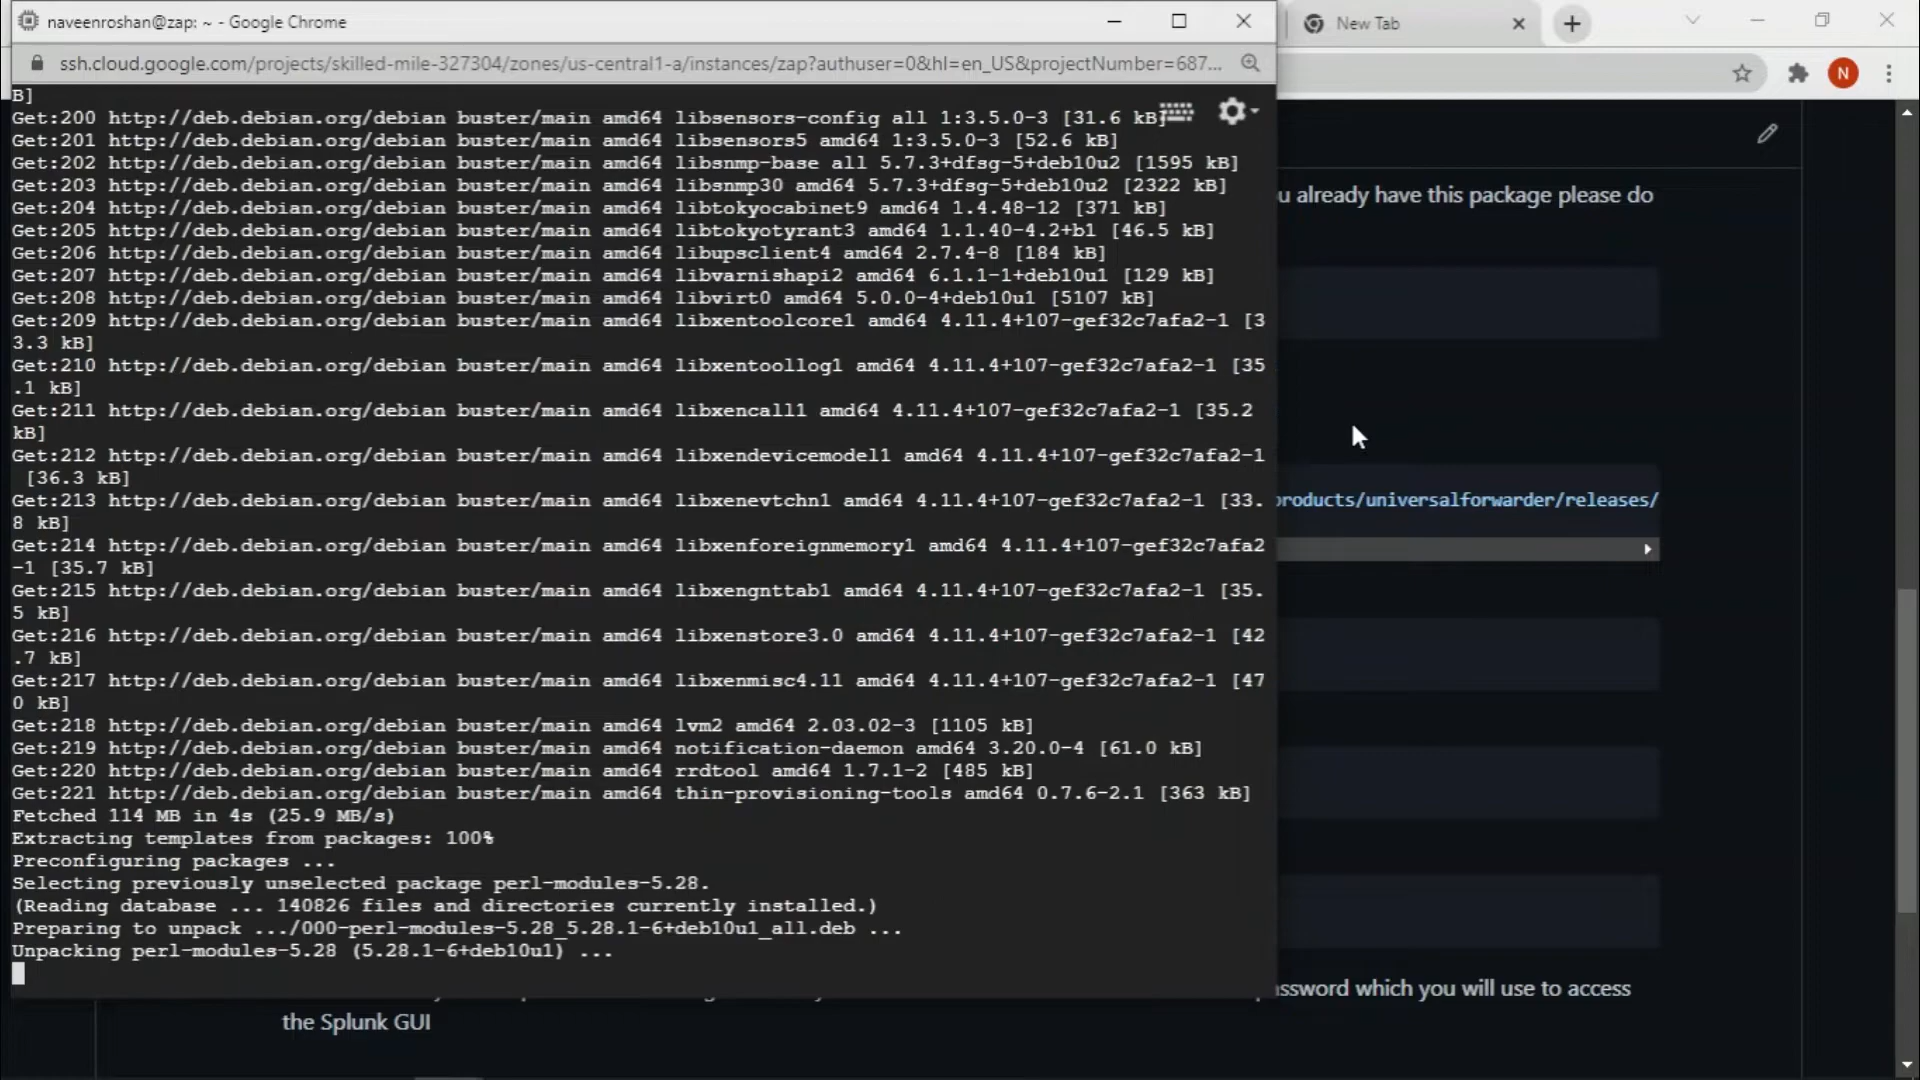 naveenroshan@zap: ~ - Google Chrome
New Tab
ssh.cloud.google.com/projects/skilled-mile-327304/zones/us-central1-a/instances/zap?authuser=0&hl=en_US&projectNumber=687...
N
B]
Get:200 http://deb.debian.org/debian buster/main amd64 libsensors-config all 1:3.5.0-3 [31.6 kB]
Get:201 http://deb.debian.org/debian buster/main amd64 libsensors5 amd64 1:3.5.0-3 [52.6 kB]
Get:202 http://deb.debian.org/debian buster/main amd64 libsnmp-base all 5.7.3+dfsg-5+deb10u2 [1595 kB]
Get:203 http://deb.debian.org/debian buster/main amd64 libsnmp30 amd64 5.7.3+dfsg-5+deb10u2 [2322 kB]
Get:204 http://deb.debian.org/debian buster/main amd64 libtokyocabinet9 amd64 1.4.48-12 [371 kB]
Get:205 http://deb.debian.org/debian buster/main amd64 libtokyotyrant3 amd64 1.1.40-4.2+b1 [46.5 kB]
Get:206 http://deb.debian.org/debian buster/main amd64 libupsclient4 amd64 2.7.4-8 [184 kB]
Get:207 http://deb.debian.org/debian buster/main amd64 libvarnishapi2 amd64 6.1.1-1+deb10u1 [129 kB]
Get:208 http://deb.debian.org/debian buster/main amd64 libvirt0 amd64 5.0.0-4+deb10u1 [5107 kB]
Get:209 http://deb.debian.org/debian buster/main amd64 libxentoolcore1 amd64 4.11.4+107-gef32c7afa2-1 [3
3.3 kB]
Get:210 http://deb.debian.org/debian buster/main amd64 libxentoollog1 amd64 4.11.4+107-gef32c7afa2-1 [35
.1 kB]
Get:211 http://deb.debian.org/debian buster/main amd64 libxencall1 amd64 4.11.4+107-gef32c7afa2-1 [35.2
kB]
Get:212 http://deb.debian.org/debian buster/main amd64 libxendevicemodel1 amd64 4.11.4+107-gef32c7afa2-1
[36.3 kB]
Get:213 http://deb.debian.org/debian buster/main amd64 libxenevtchn1 amd64 4.11.4+107-gef32c7afa2-1 [33.
8 kB]
Get:214 http://deb.debian.org/debian buster/main amd64 libxenforeignmemory1 amd64 4.11.4+107-gef32c7afa2
-1 [35.7 kB]
Get:215 http://deb.debian.org/debian buster/main amd64 libxengnttab1 amd64 4.11.4+107-gef32c7afa2-1 [35.
5 kB]
Get:216 http://deb.debian.org/debian buster/main amd64 libxenstore3.0 amd64 4.11.4+107-gef32c7afa2-1 [42
.7 kB]
Get:217 http://deb.debian.org/debian buster/main amd64 libxenmisc4.11 amd64 4.11.4+107-gef32c7afa2-1 [47
0 kB]
Get:218 http://deb.debian.org/debian buster/main amd64 lvm2 amd64 2.03.02-3 [1105 kB]
Get:219 http://deb.debian.org/debian buster/main amd64 notification-daemon amd64 3.20.0-4 [61.0 kB]
Get:220 http://deb.debian.org/debian buster/main amd64 rrdtool amd64 1.7.1-2 [485 kB]
Get:221 http://deb.debian.org/debian buster/main amd64 thin-provisioning-tools amd64 0.7.6-2.1 [363 kB]
Fetched 114 MB in 4s (25.9 MB/s)
Extracting templates from packages: 100%
Preconfiguring packages ...
Selecting previously unselected package perl-modules-5.28.
(Reading database ... 140826 files and directories currently installed.)
Preparing to unpack .../000-perl-modules-5.28_5.28.1-6+deb10u1_all.deb ...
Unpacking perl-modules-5.28 (5.28.1-6+deb10u1) ...
u already have this package please do
products/universalforwarder/releases/
assword which you will use to access
the Splunk GUI